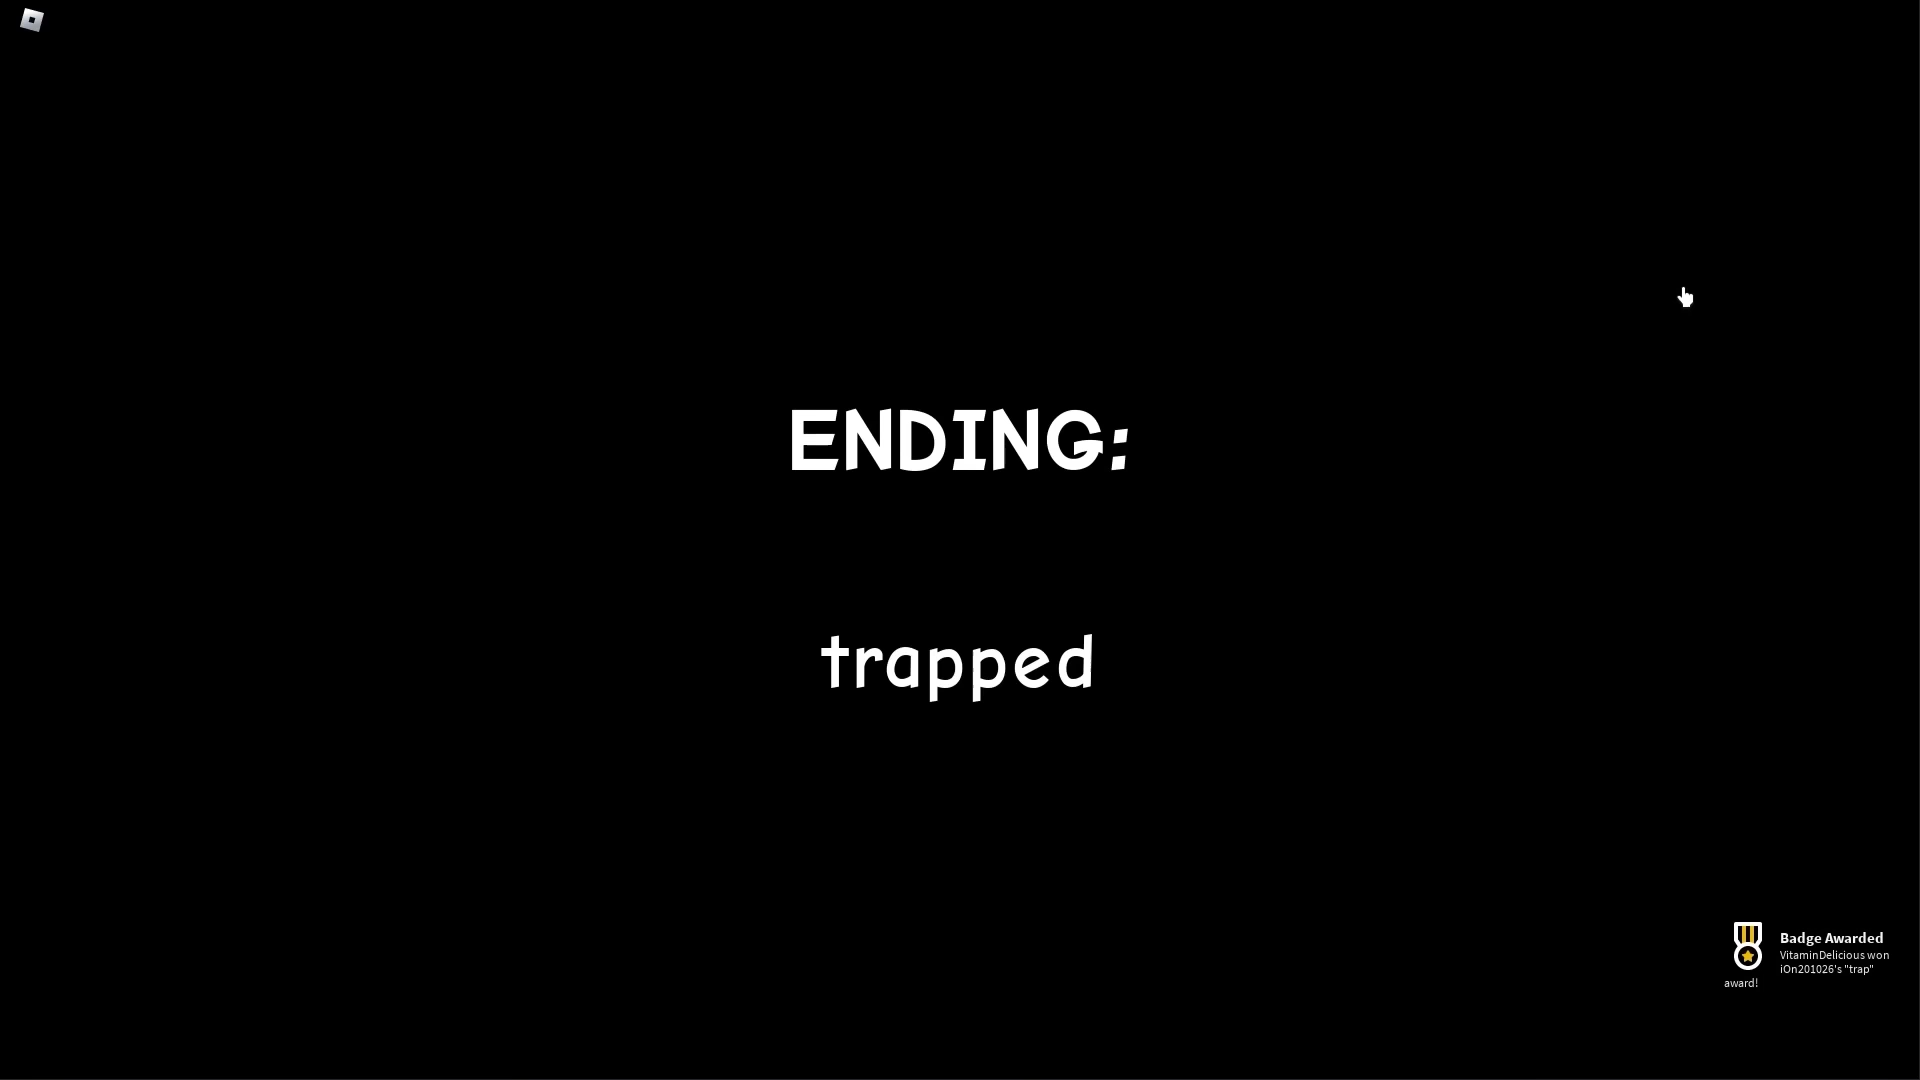 ENDING:
trapped
Badge Awarded
VitaminDelicious won
iOn201026's "trap"
award!